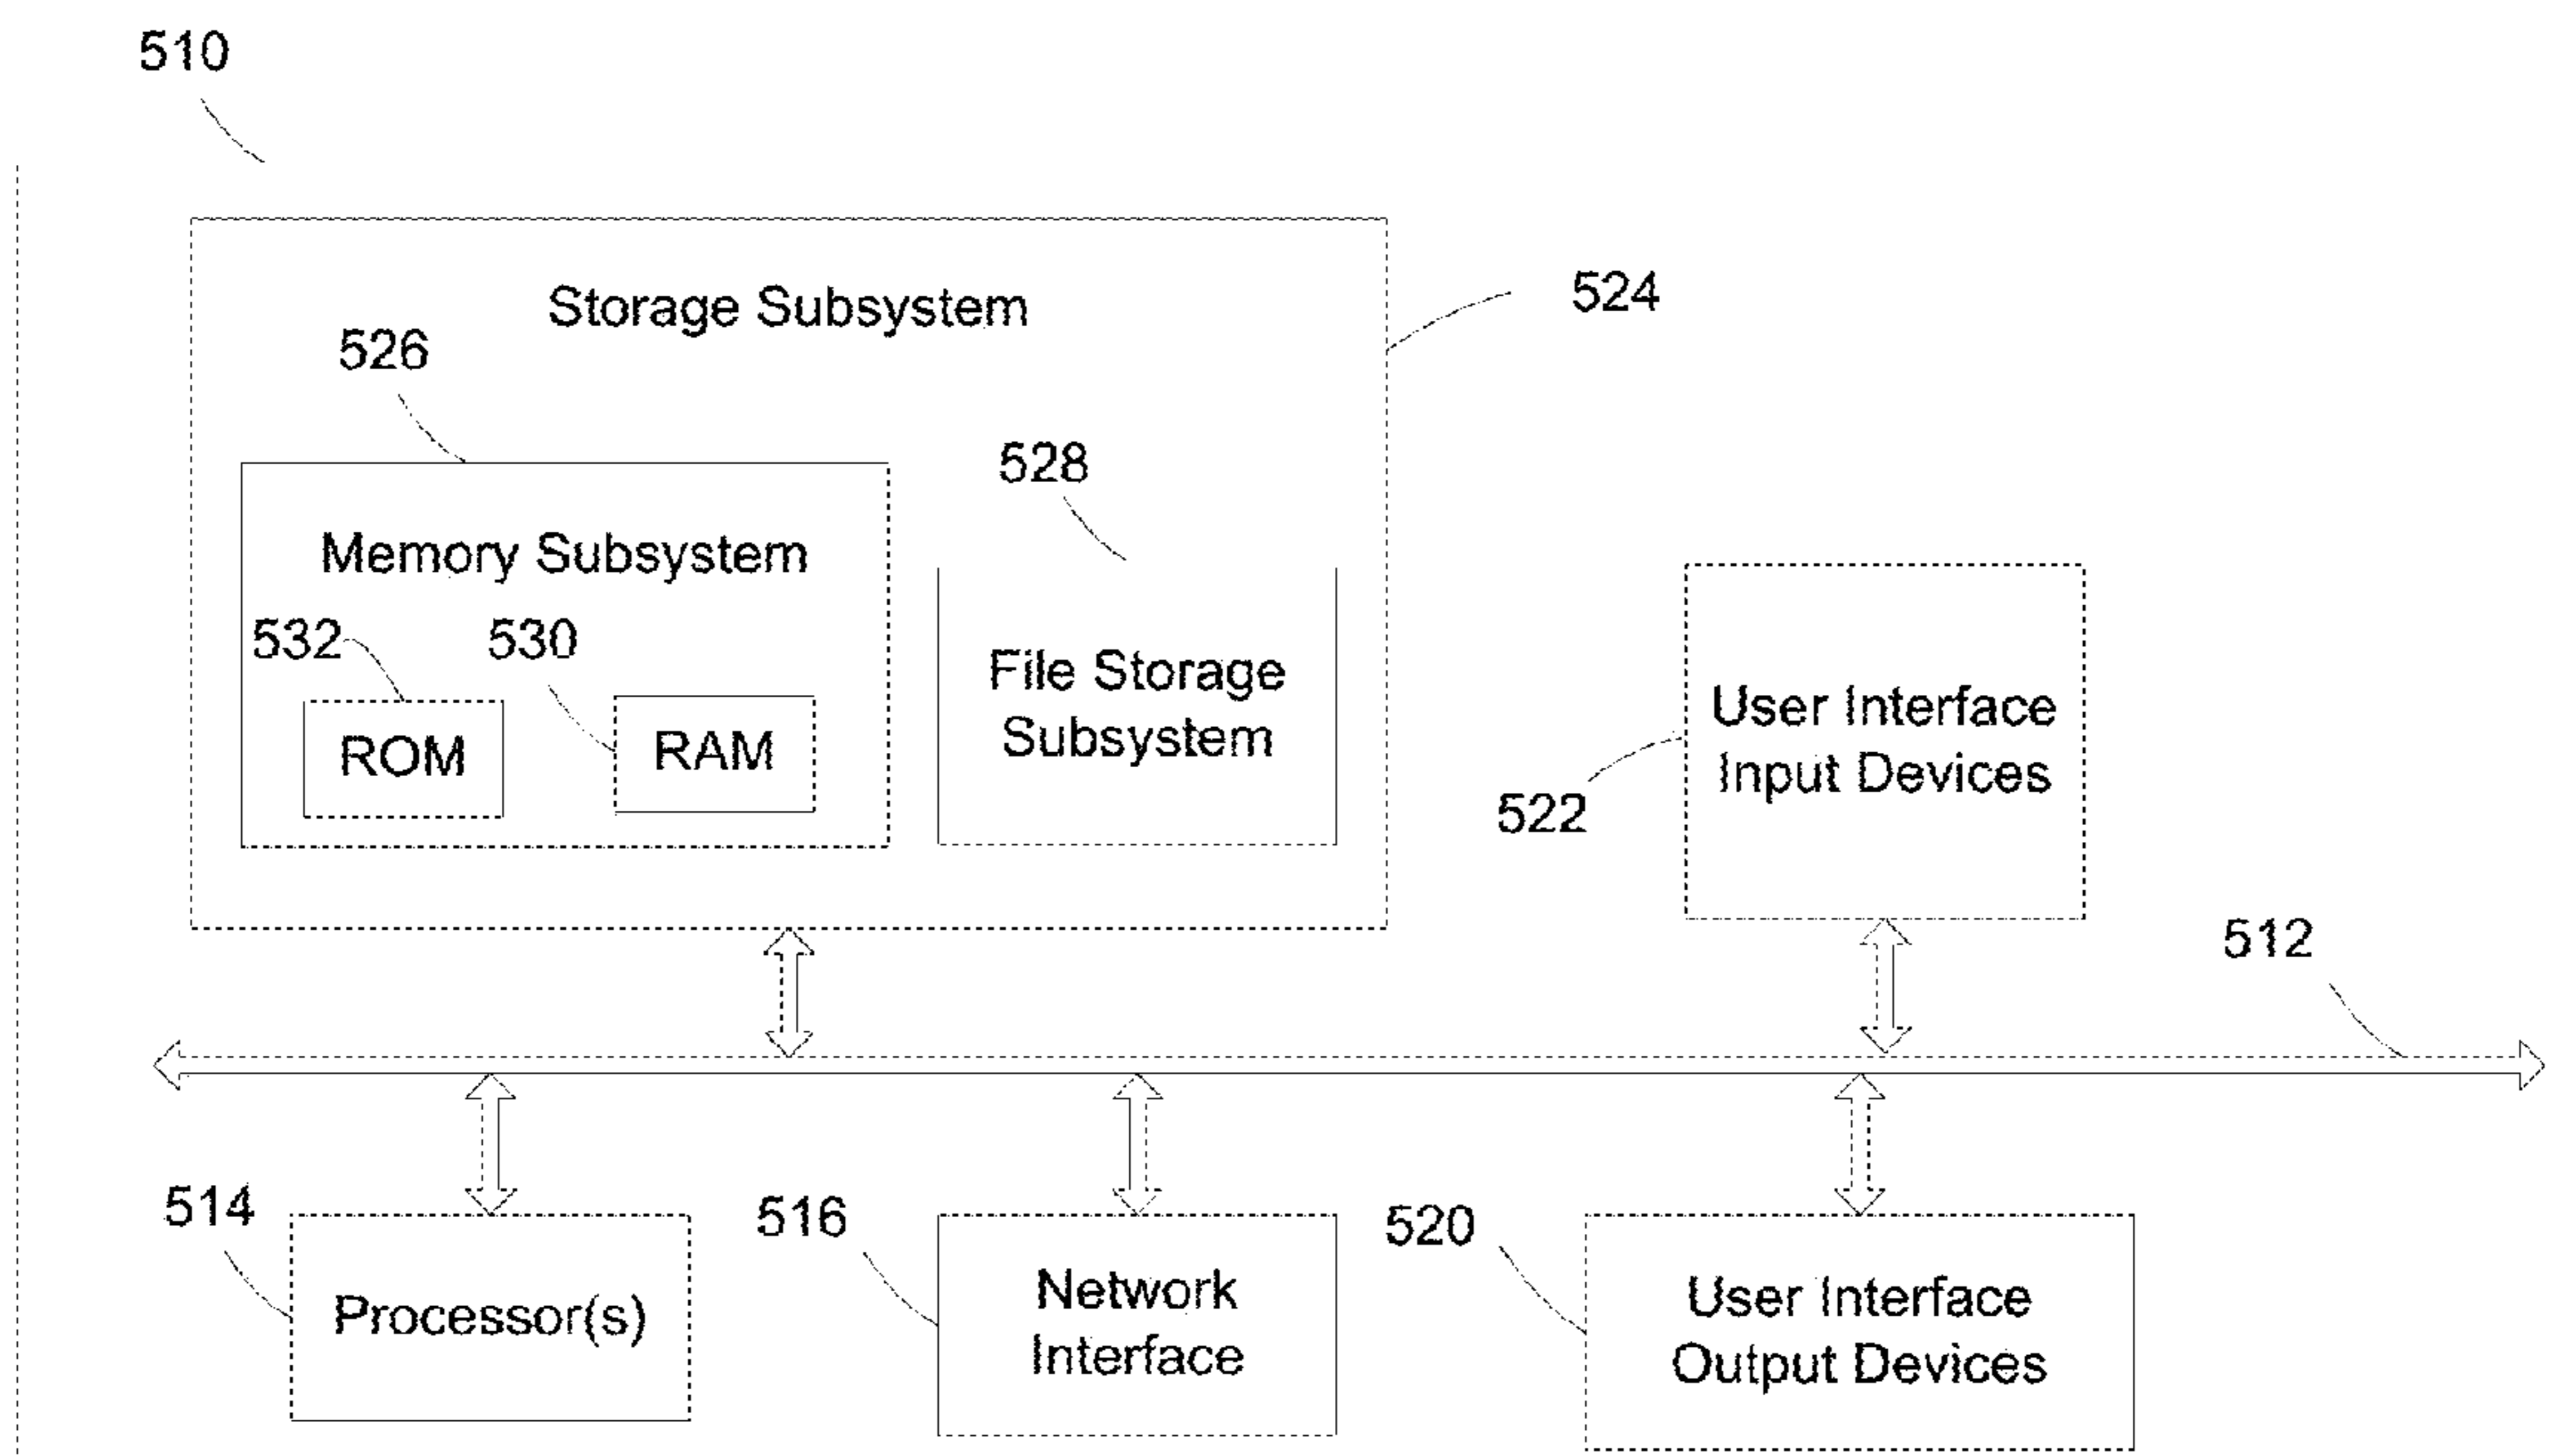 510
Storage Subsystem
524
526
528
Memory Subsystem
532
530
File Storage
Subsystem
ROM
RAM
User Interface
Input Devices
522
512
514
516
520
Processor(s)
Network
Interface
User Interface
Output Devices